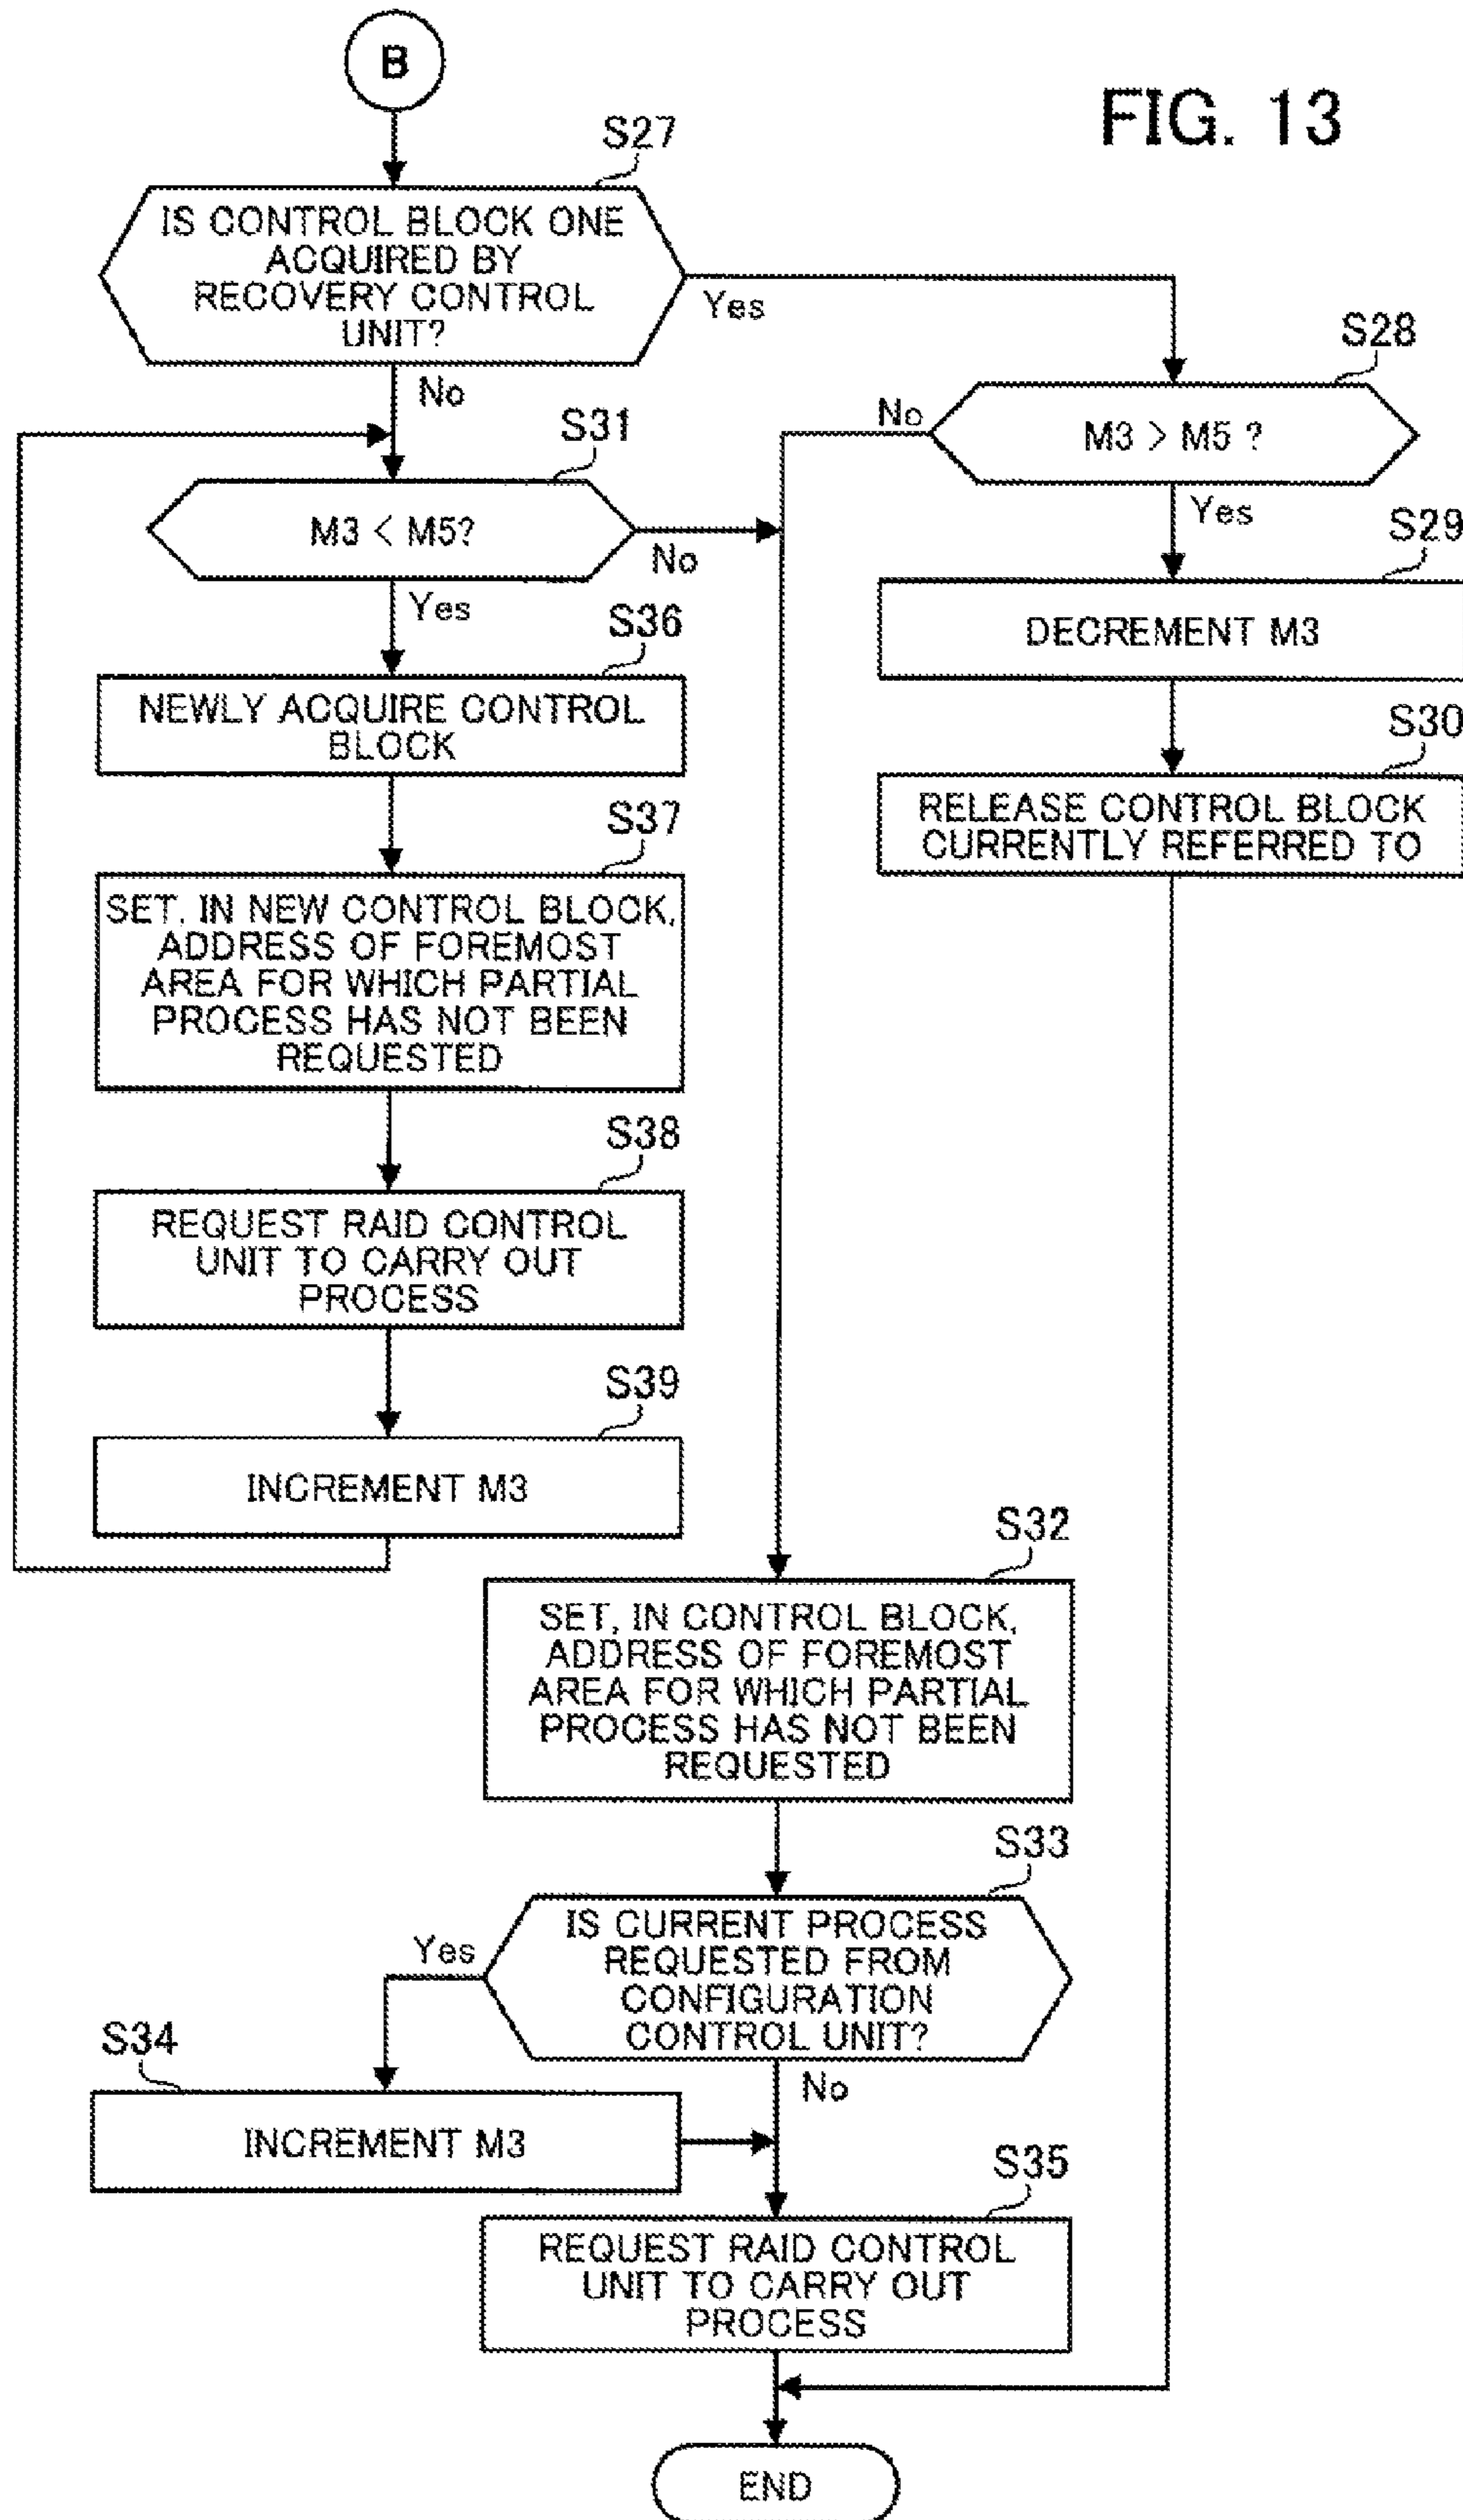 B
FIG. 13
S27
IS CONTROL BLOCK ONE
ACQUIRED BY
RECOVERY CONTROL
UNIT?
Yes
No
S28
M3 > M5 ?
No
Yes
S31
M3 < M5?
No
Yes
S29
DECREMENT M3
S36
NEWLY ACQUIRE CONTROL
BLOCK
S30
RELEASE CONTROL BLOCK
CURRENTLY REFERRED TO
S37
SET, IN NEW CONTROL BLOCK,
ADDRESS OF FOREMOST
AREA FOR WHICH PARTIAL
PROCESS HAS NOT BEEN
REQUESTED
S38
REQUEST RAID CONTROL
UNIT TO CARRY OUT
PROCESS
S39
INCREMENT M3
S32
SET, IN CONTROL BLOCK,
ADDRESS OF FOREMOST
AREA FOR WHICH PARTIAL
PROCESS HAS NOT BEEN
REQUESTED
S33
IS CURRENT PROCESS
REQUESTED FROM
CONFIGURATION
CONTROL UNIT?
Yes
No
S34
INCREMENT M3
S35
REQUEST RAID CONTROL
UNIT TO CARRY OUT
PROCESS
END